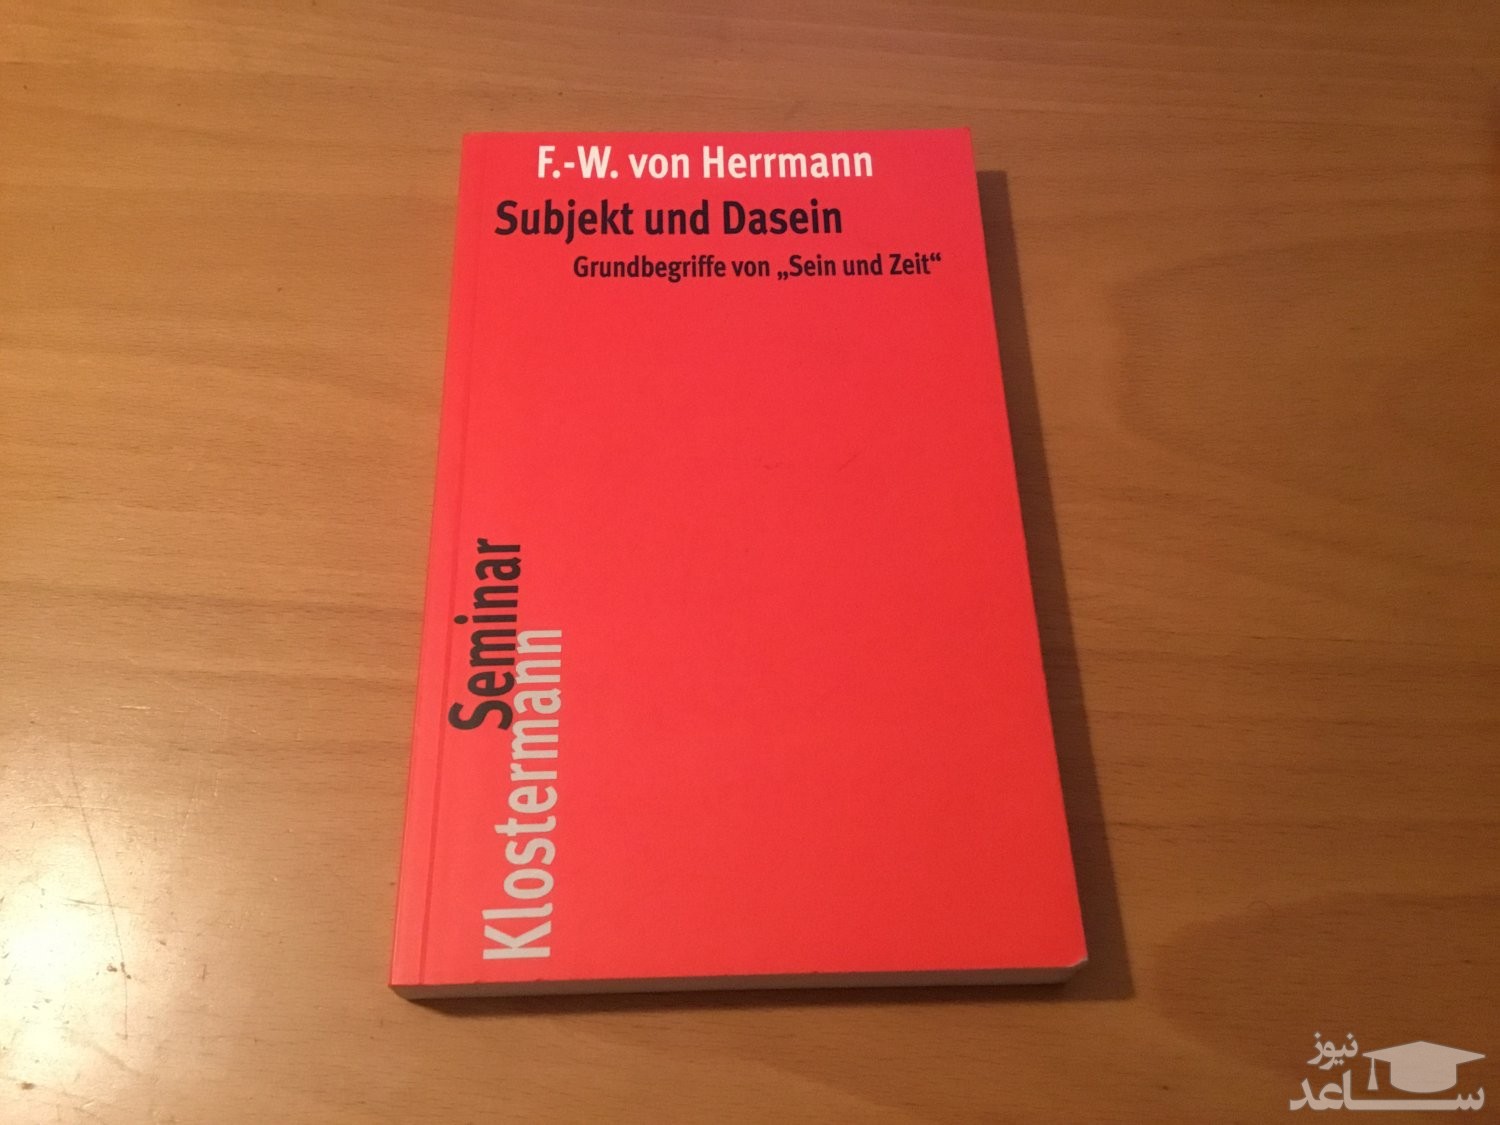 F.-W. von Herrmann
Subjekt und Dasein
Grundbegriffe von „Sein und Zeit“
Seminar
Klostermann
نیوز
ساعد